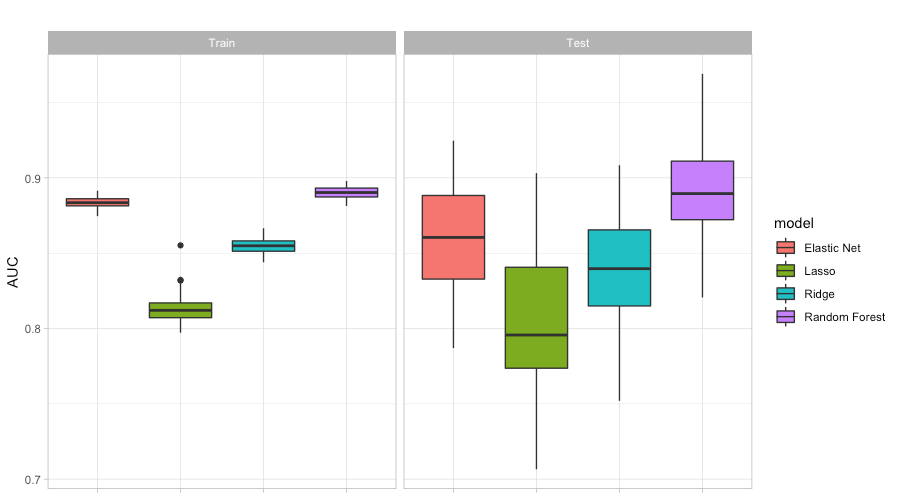 Train
Test
AUC
0.9
0.8
0.7
model
Elastic Net
Lasso
Ridge
Random Forest